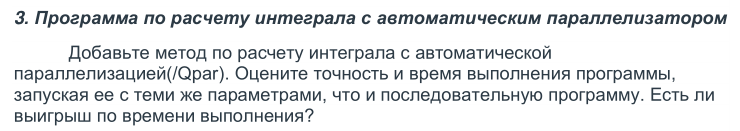 3. Программа по расчету интеграла с автоматическим параллелизатором
Добавьте метод по расчету интеграла с автоматической
параллелизацией(/Qpar). Оцените точность и время выполнения программы,
запуская ее с теми же параметрами, что и последовательную программу. Есть ли
выигрыш по времени выполнения?